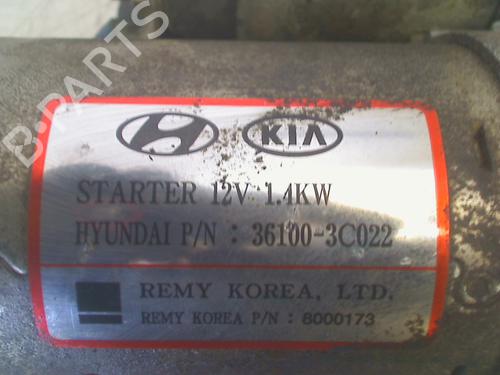 B-PARTS
KIA
STARTER 12V 1.4KW
HYUNDAI P/N : 36100-3C022
REMY KOREA, LTD.
REMY KOREA P/N : 8000173